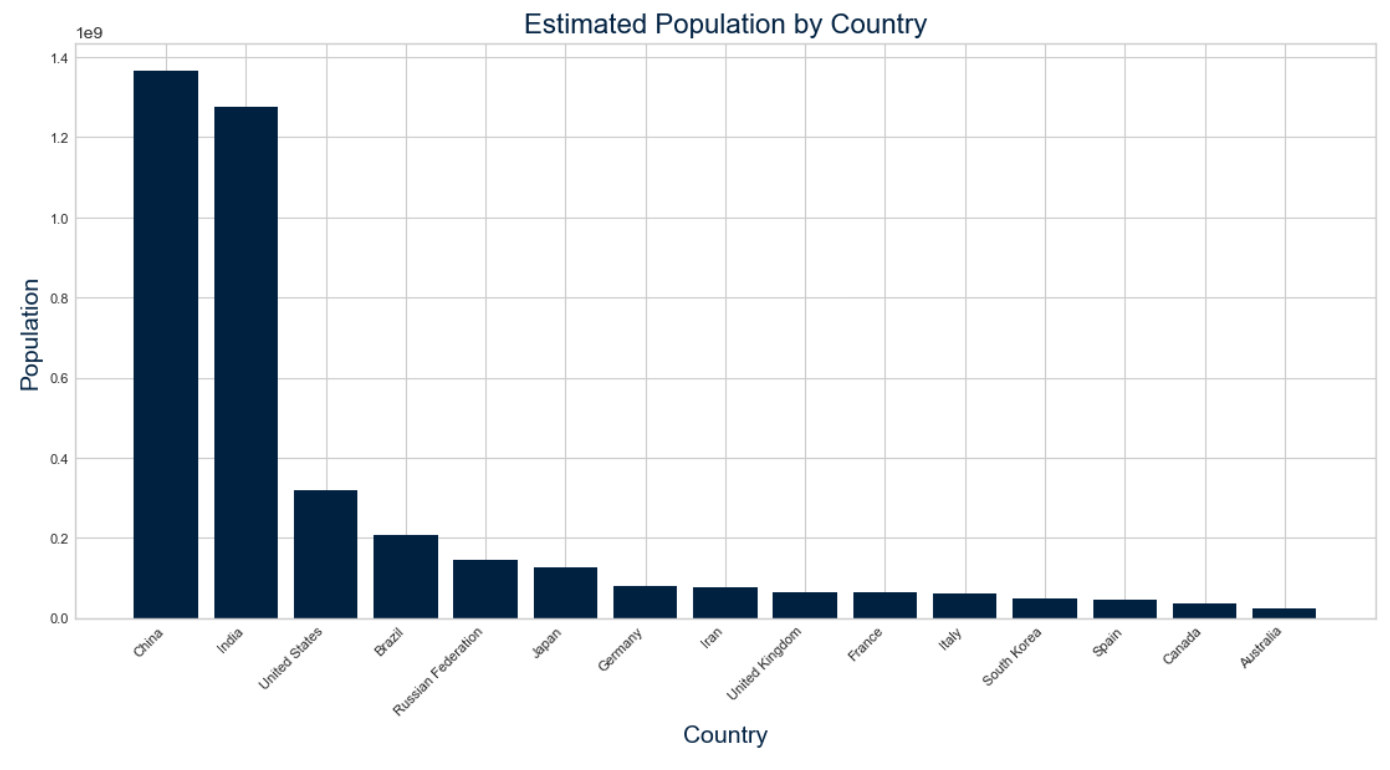 Estimated Population by Country
1e9
1.4
1.2
1.0
0.8
0.6
0.4
0.2
0.0
Population
China
India
United States
Brazil
Russian Federation
Japan
Germany
Iran
United Kingdom
France
Italy
South Korea
Spain
Canada
Australia
Country